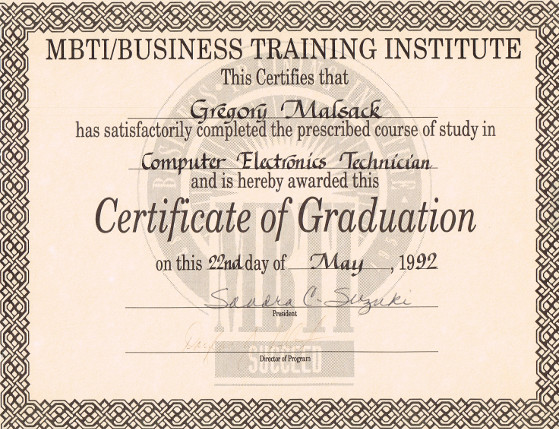 MBTI/BUSINESS TRAINING INSTITUTE
This Certifies that
Gregory Malsack
has satisfactorily completed the prescribed course of study in
Computer Electronics Technician
and is hereby awarded this
Certificate of Graduation
on this 22nd day of May, 1992
Sandra C. Suzuki
President
Director of Program
MBTI
SUCCEED